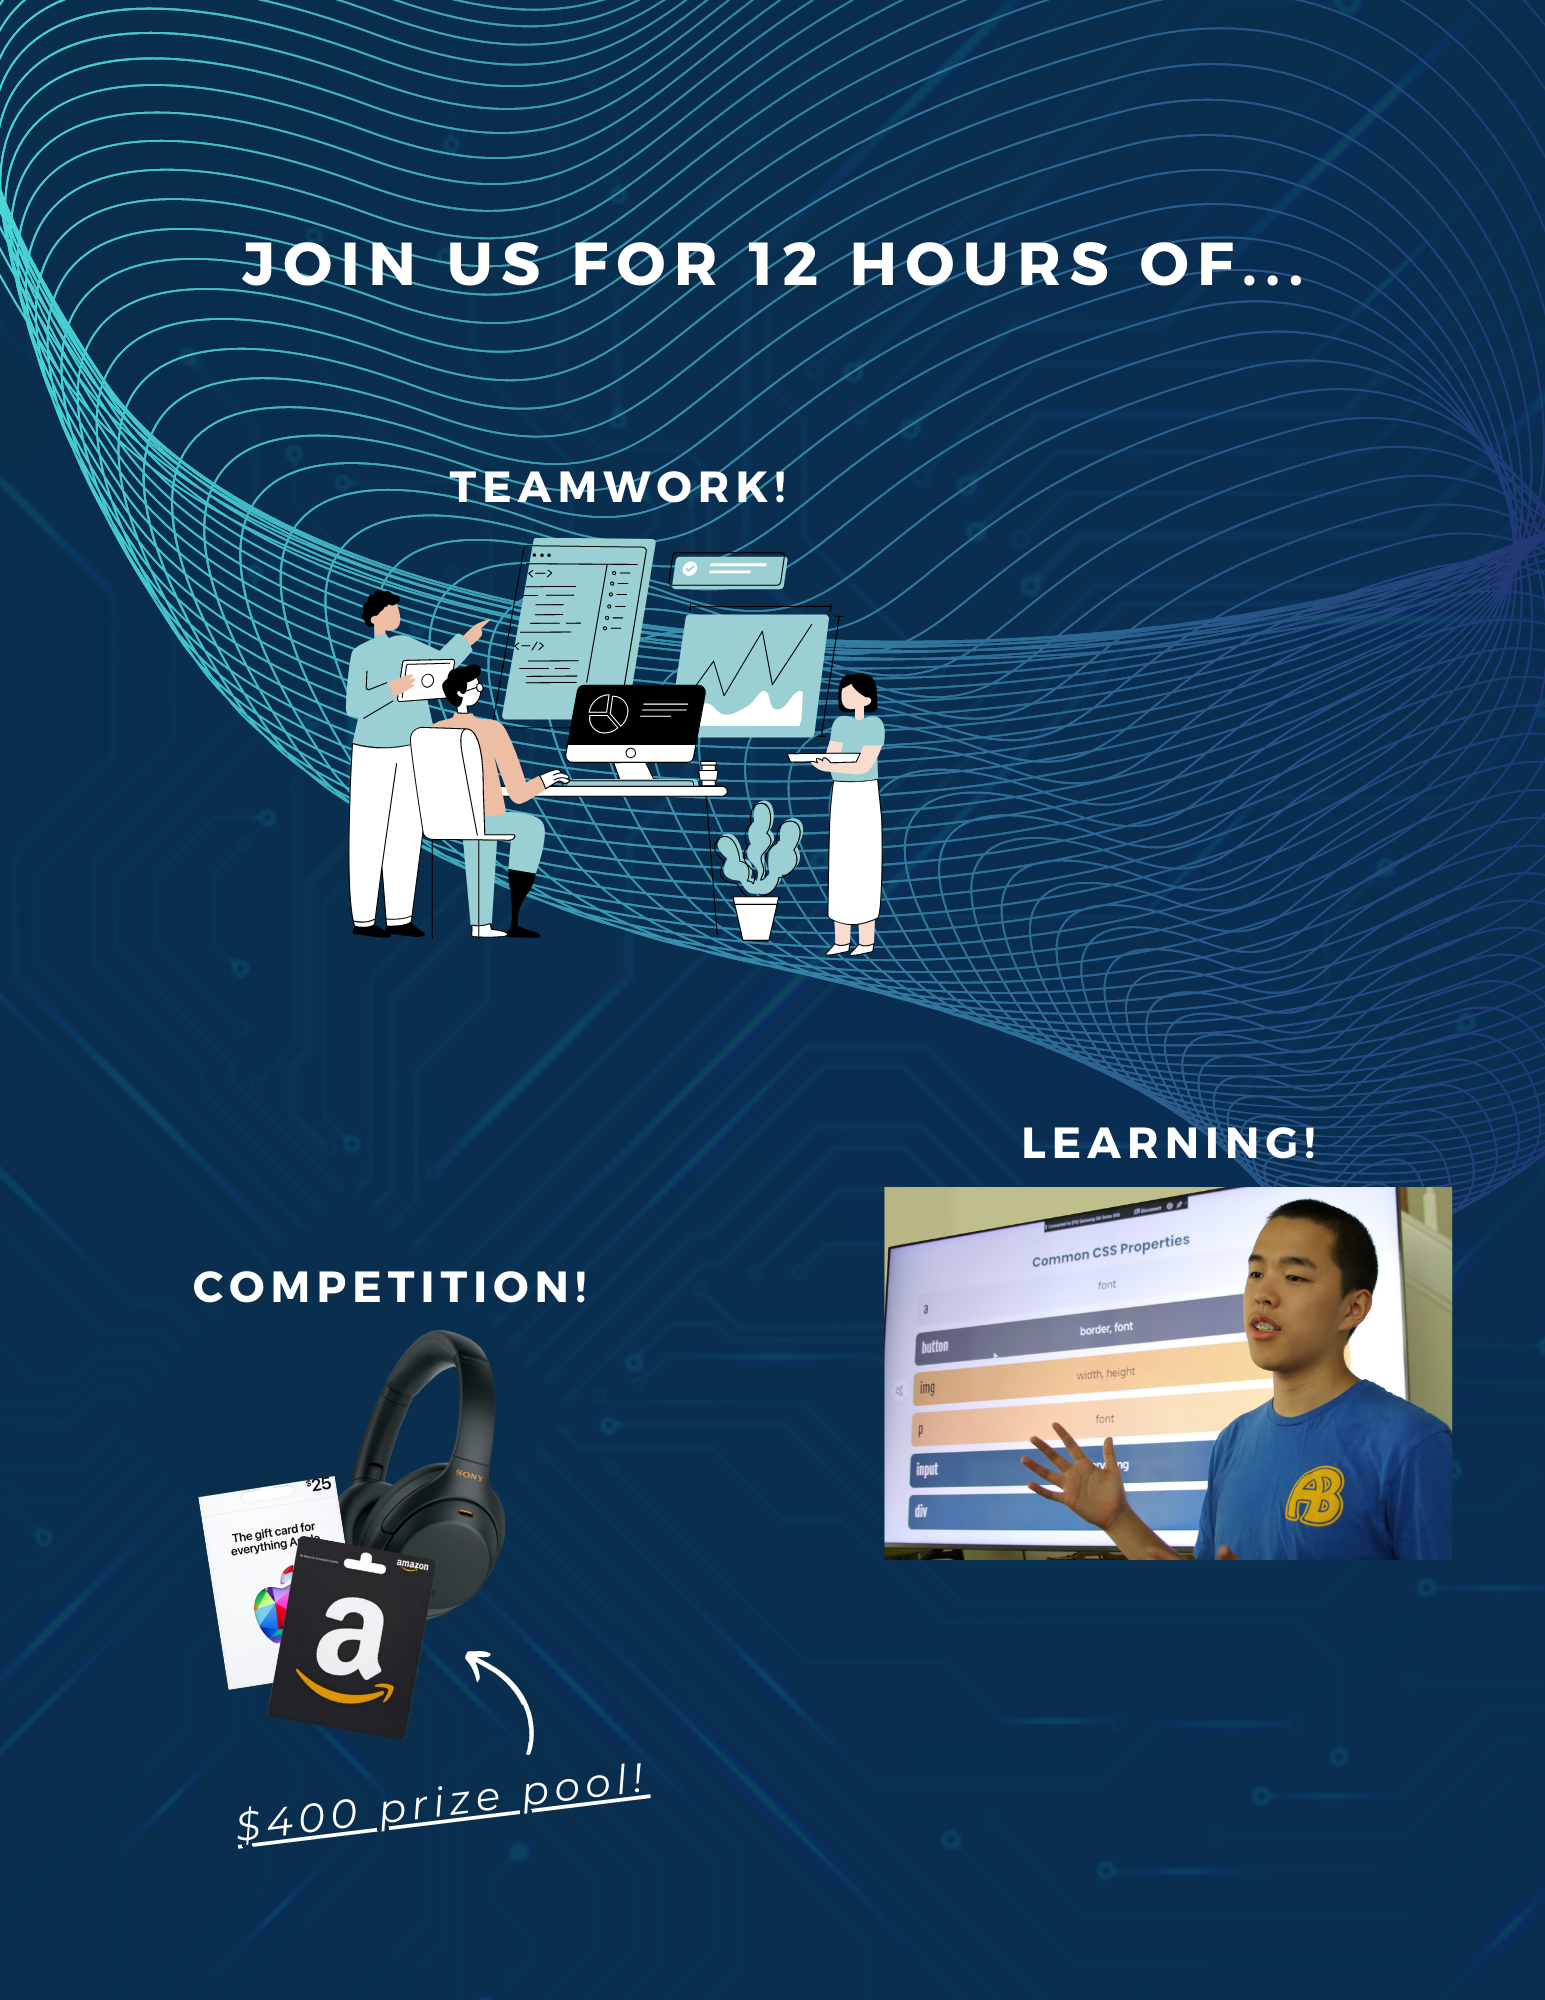 JOIN US FOR 12 HOURS OF...
TEAMWORK!
LEARNING!
Common CSS Properties
a
font
button
border, font
img
width, height
p
font
input
div
AB
COMPETITION!
SONY
$25
The gift card for
everything
amazon
a
$400 prize pool!